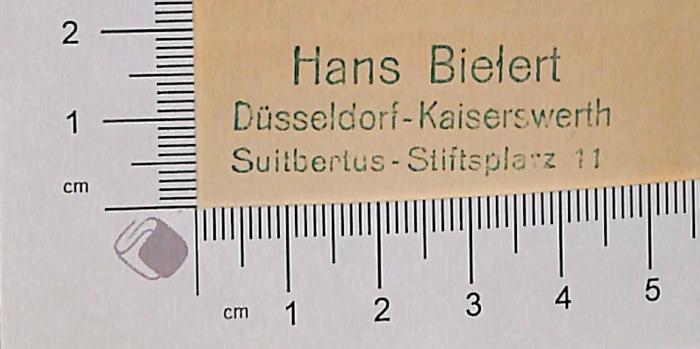 2
Hans Bielert
Düsseldorf-Kaiserswerth
1
Suitbertus-Stiftsplatz 11
cm
cm 1 2 3 4 5